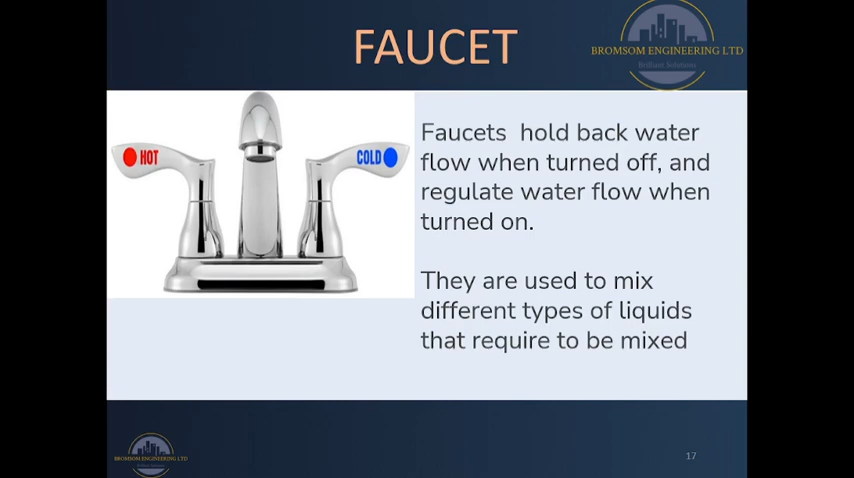 FAUCET
BROMSOM ENGINEERING LTD
Brilliant Solutions
HOT
COLD
Faucets hold back water
flow when turned off, and
regulate water flow when
turned on.
They are used to mix
different types of liquids
that require to be mixed
BROMSOM ENGINEERING LTD
Brilliant Solutions
17